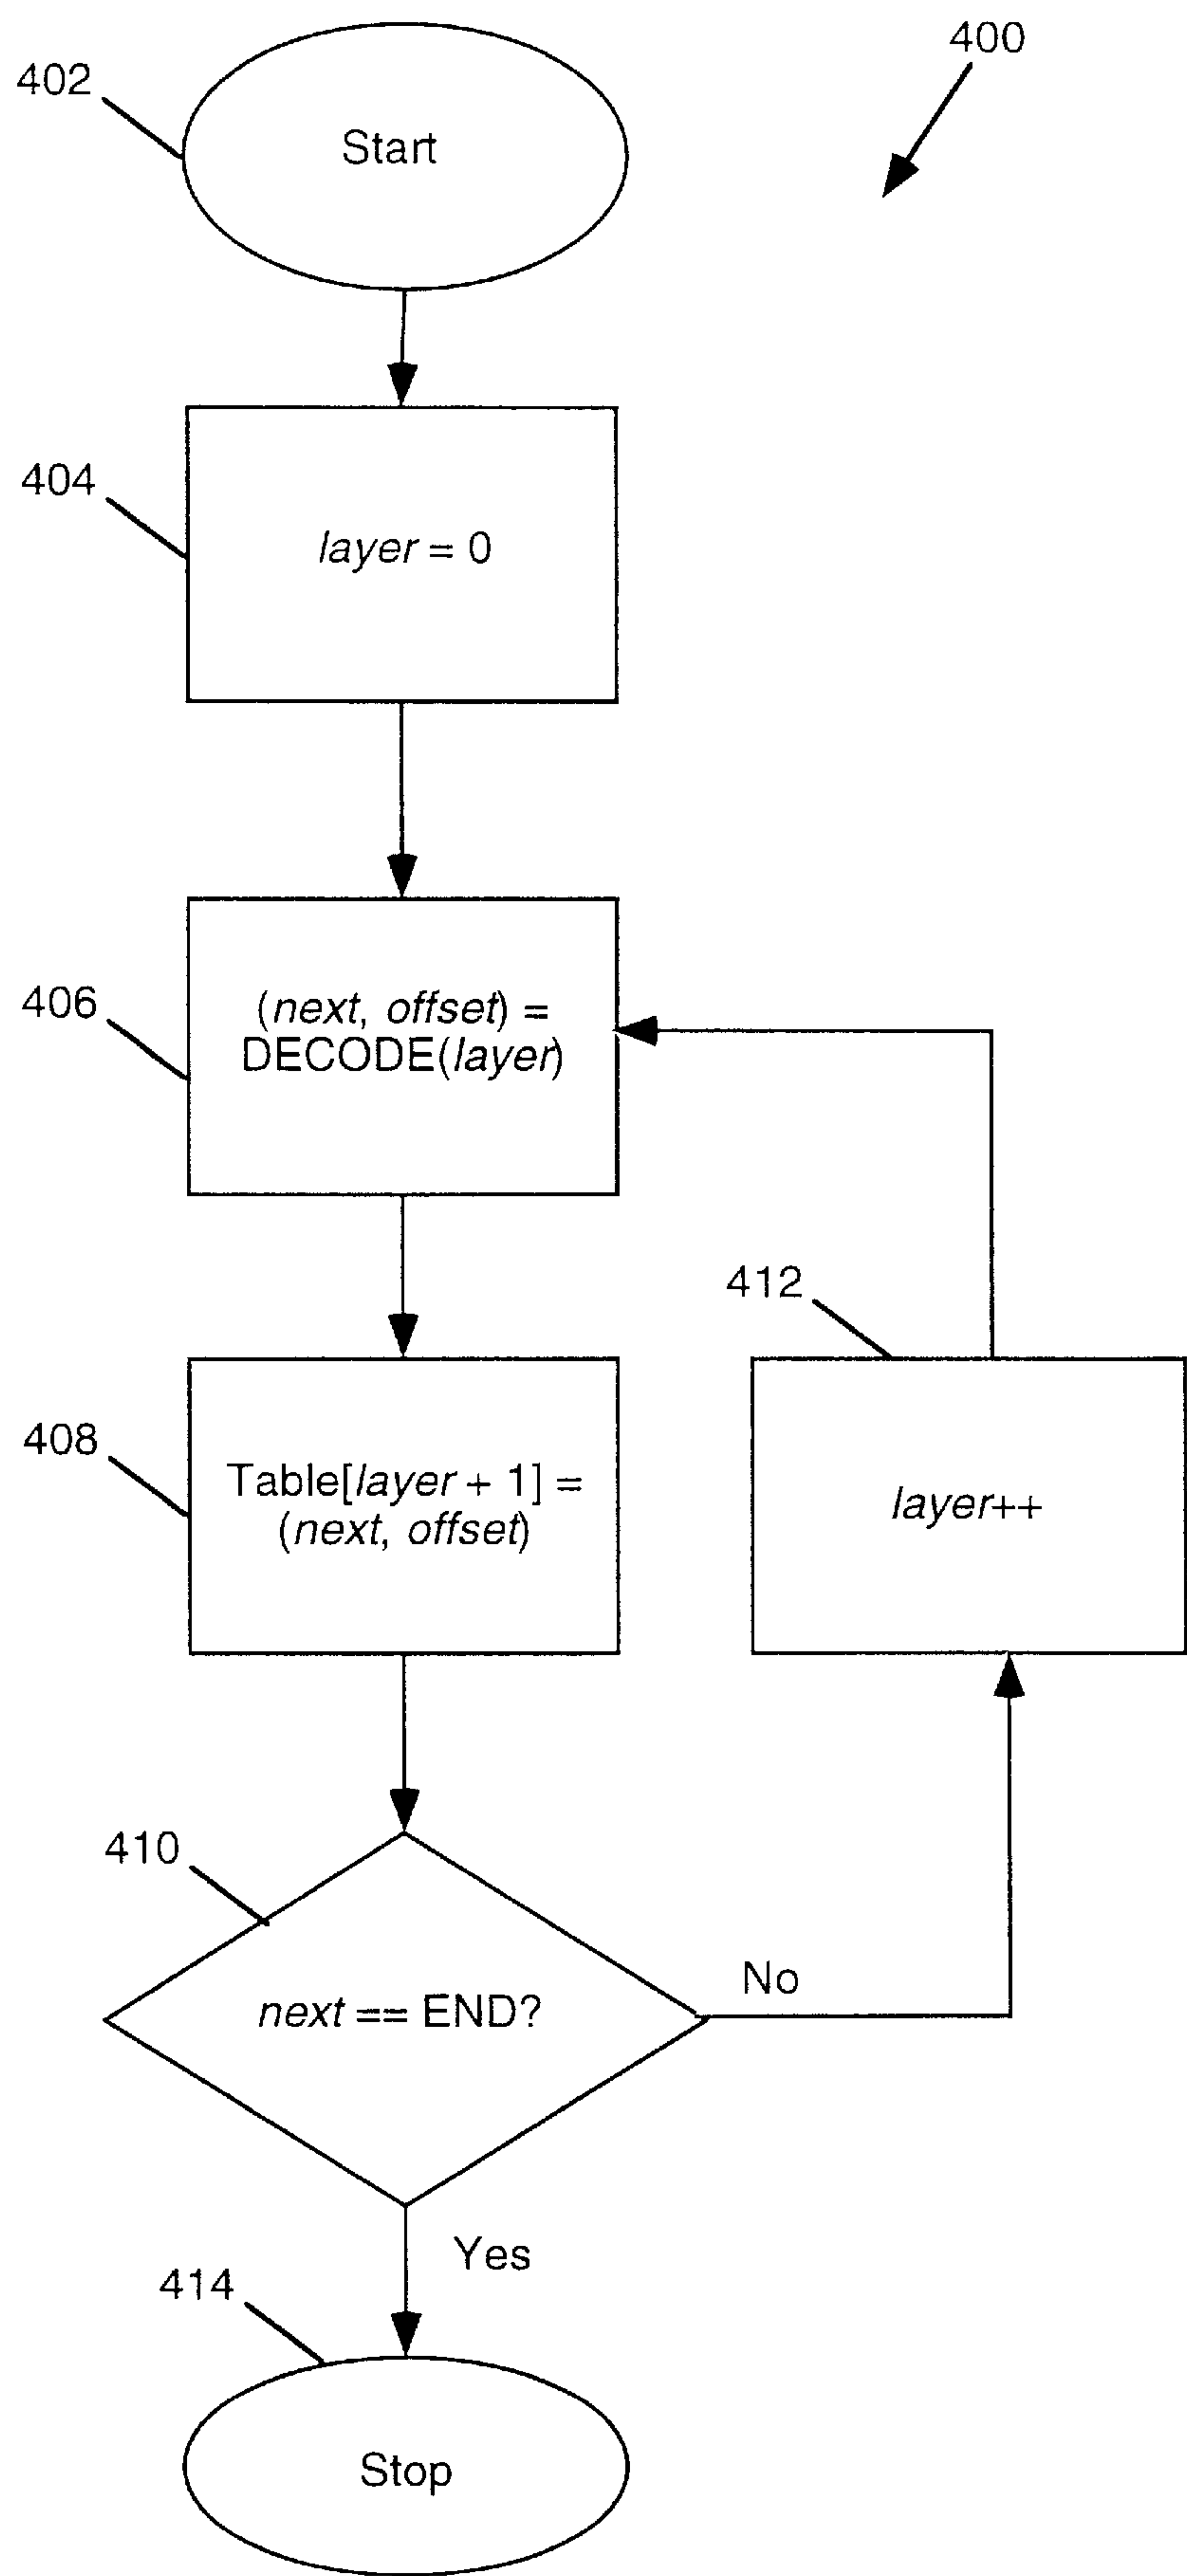 400
402
Start
404
layer = 0
406
(next, offset) =
DECODE(layer)
412
408
Table[layer + 1] =
(next, offset)
layer++
410
next == END?
No
Yes
414
Stop